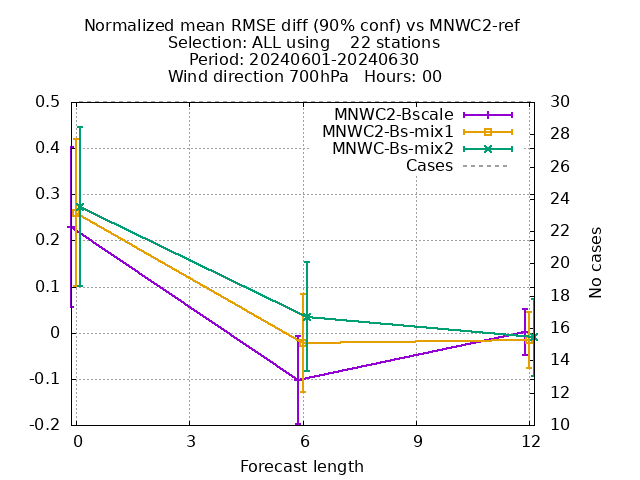 Normalized mean RMSE diff (90% conf) vs MNWC2-ref
Selection: ALL using    22 stations
Period: 20240601-20240630
Wind direction 700hPa   Hours: 00
MNWC2-Bscale
MNWC2-Bs-mix1
MNWC-Bs-mix2
Cases
0.5
0.4
0.3
0.2
0.1
0
-0.1
-0.2
30
28
26
24
22
20
18
16
14
12
10
No cases
0 3 6 9 12
Forecast length